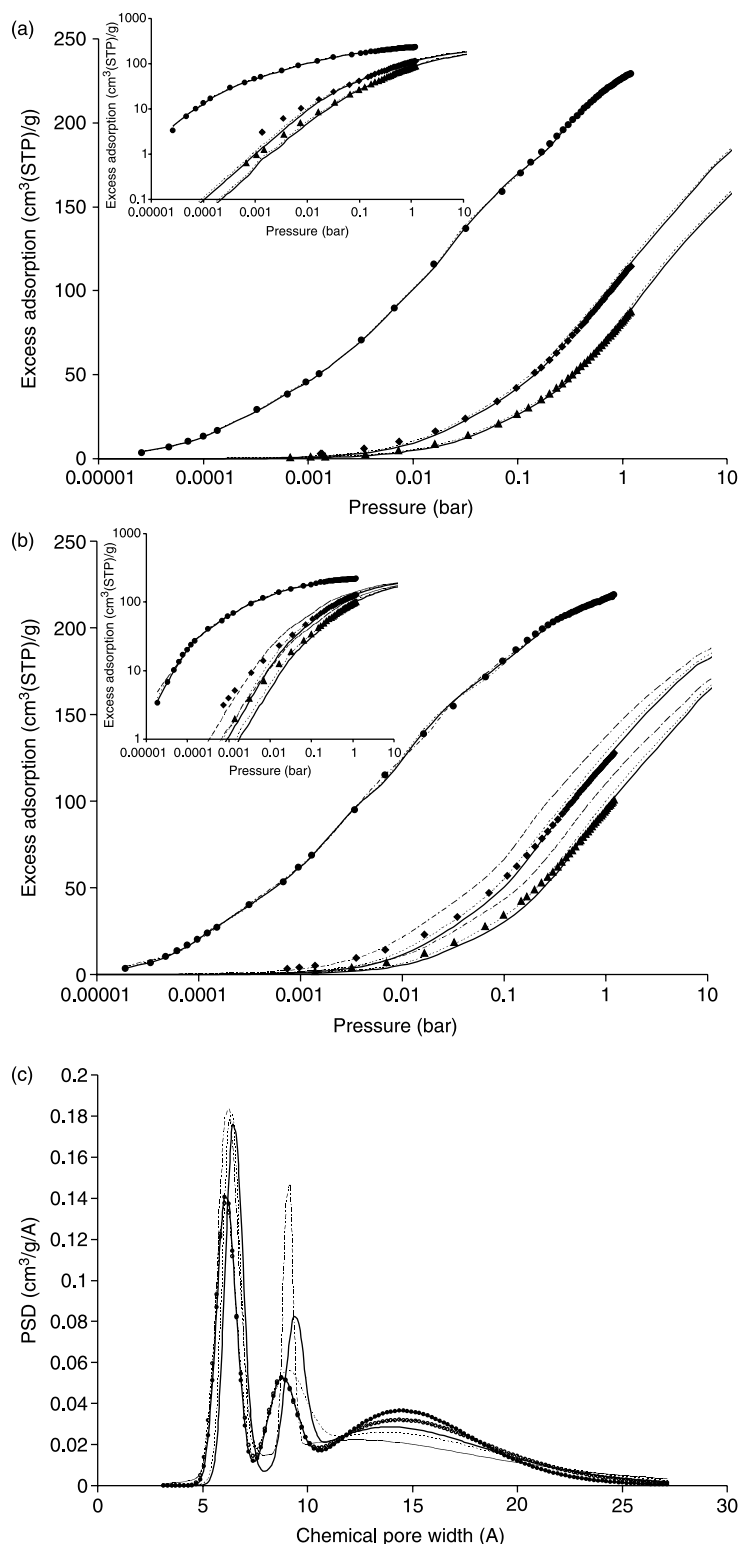 (a)
250
200
150
100
50
0
Excess adsorption (cm³(STP)/g)
0.00001 0.0001 0.001 0.01 0.1 1 10
Pressure (bar)
1000
100
10
1
0.1
Excess adsorption (cm³(STP)/g)
0.00001 0.0001 0.001 0.01 0.1 1 10
Pressure (bar)
(b)
250
200
150
100
50
0
Excess adsorption (cm³(STP)/g)
0.00001 0.0001 0.001 0.01 0.1 1 10
Pressure (bar)
1000
100
10
1
Excess adsorption (cm³(STP)/g)
0.00001 0.0001 0.001 0.01 0.1 1 10
Pressure (bar)
(c)
0.2
0.18
0.16
0.14
0.12
0.1
0.08
0.06
0.04
0.02
0
PSD (cm³/g/A)
0 5 10 15 20 25 30
Chemical pore width (A)